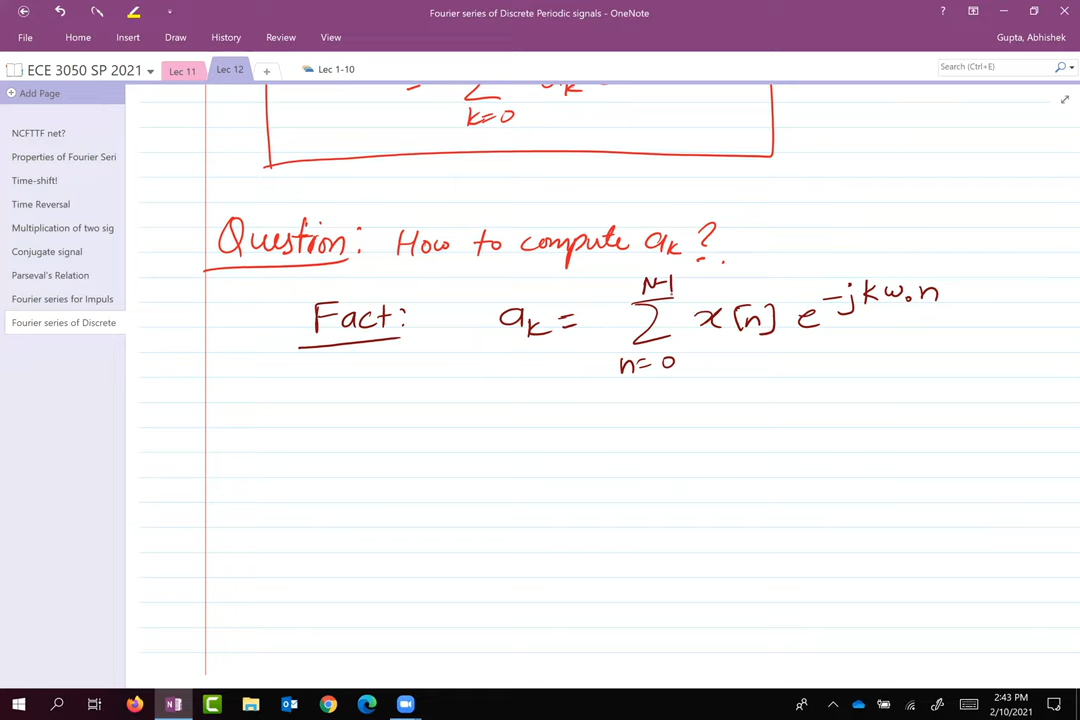 Fourier series of Discrete Periodic signals - OneNote
File Home Insert Draw History Review View
Gupta, Abhishek
ECE 3050 SP 2021 Lec 11 Lec 12 Lec 1-10
Search (Ctrl+E)
Add Page
NCFTTF net?
Properties of Fourier Seri
Time-shift!
Time Reversal
Multiplication of two sig
Conjugate signal
Parseval's Relation
Fourier series for Impuls
Fourier series of Discrete
k=0
Question: How to compute a_k?
Fact: a_k = ∑_{n=0}^{N-1} x[n] e^{-jkω₀n}
2:43 PM
2/10/2021